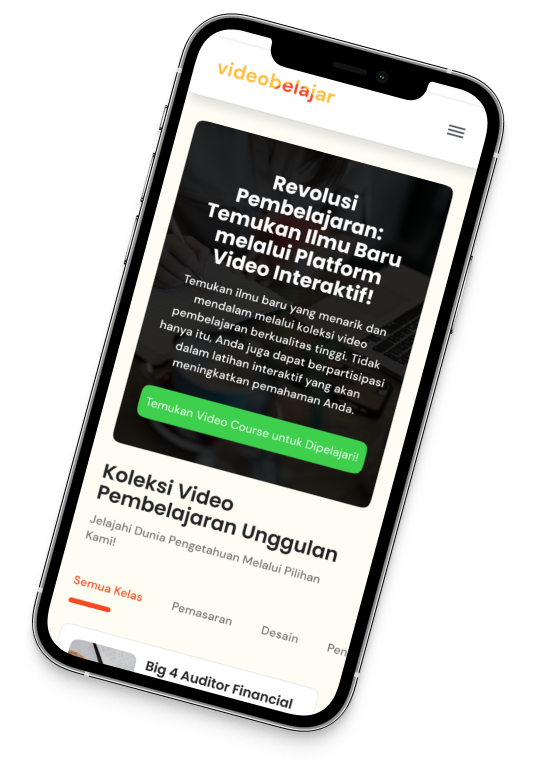 videobelajar
Revolusi
Pembelajaran:
Temukan Ilmu Baru
melalui Platform
Video Interaktif!
Temukan ilmu baru yang menarik dan
mendalam melalui koleksi video
pembelajaran berkualitas tinggi. Tidak
hanya itu, Anda juga dapat berpartisipasi
dalam latihan interaktif yang akan
meningkatkan pemahaman Anda.
Temukan Video Course untuk Dipelajari!
Koleksi Video
Pembelajaran Unggulan
Jelajahi Dunia Pengetahuan Melalui Pilihan
Kami!
Semua Kelas Pemasaran Desain Pen
Big 4 Auditor Financial